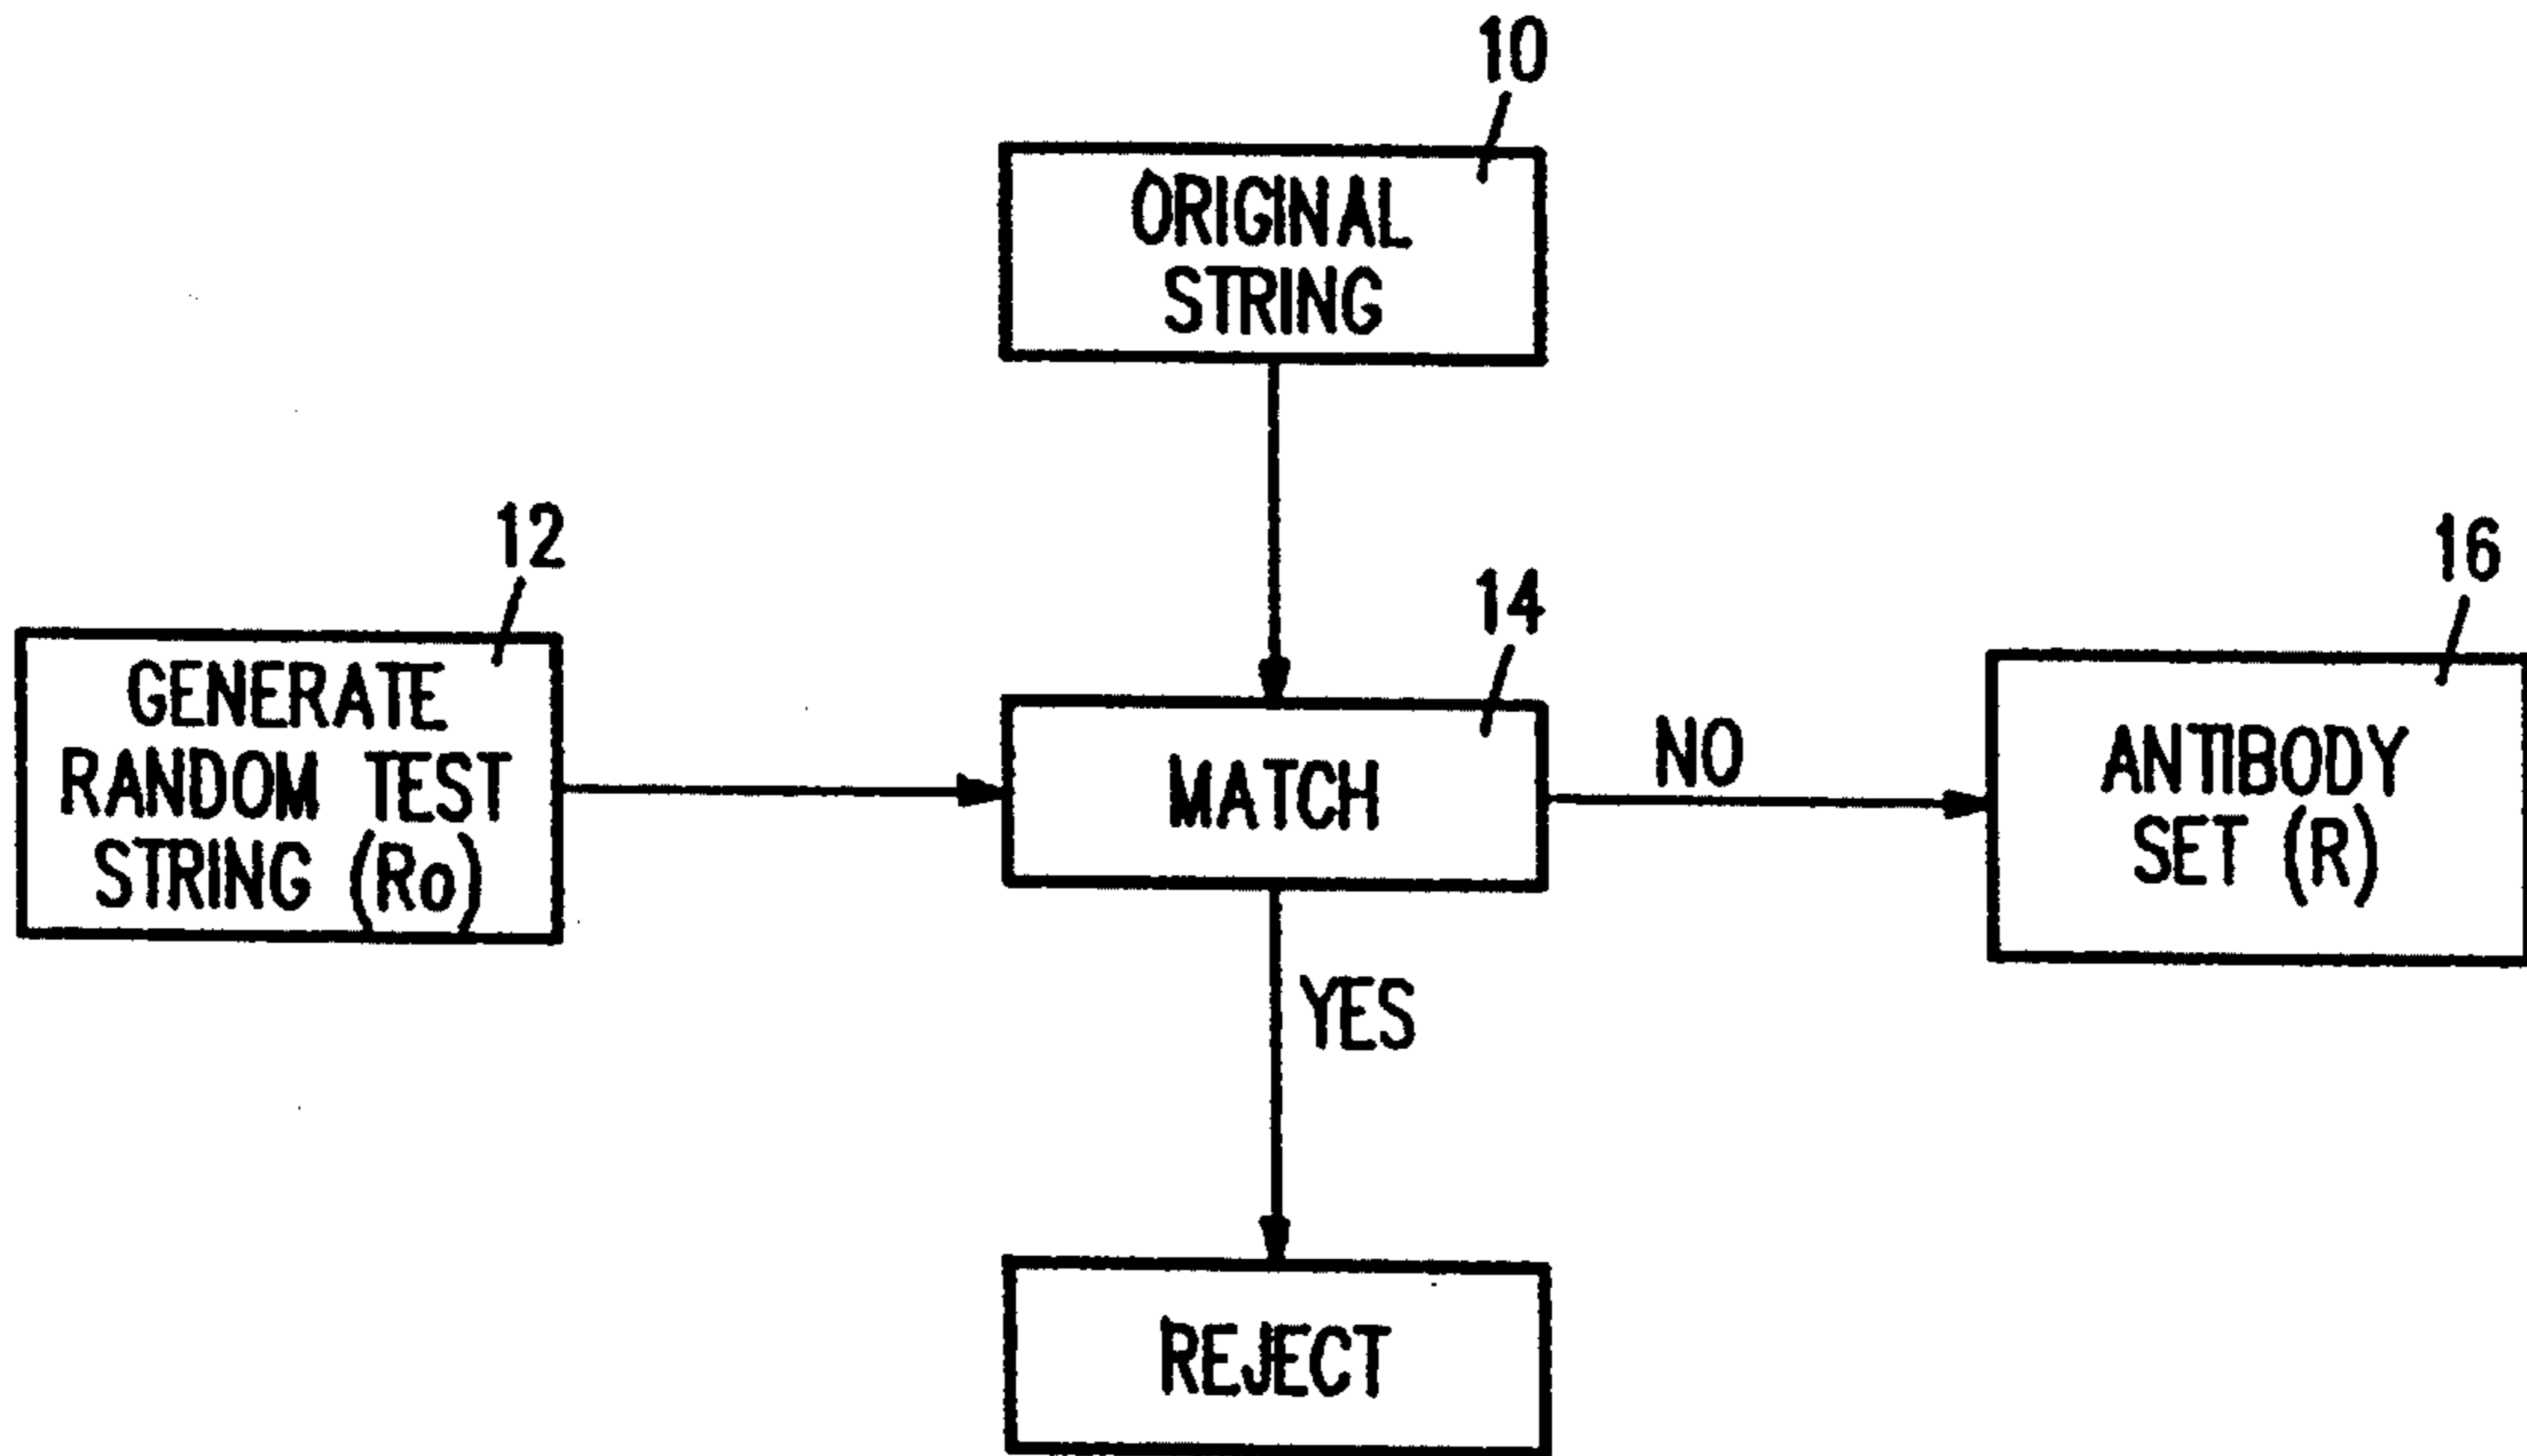 10
ORIGINAL
STRING
12
GENERATE
RANDOM TEST
STRING (Ro)
14
MATCH
NO
16
ANTIBODY
SET (R)
YES
REJECT